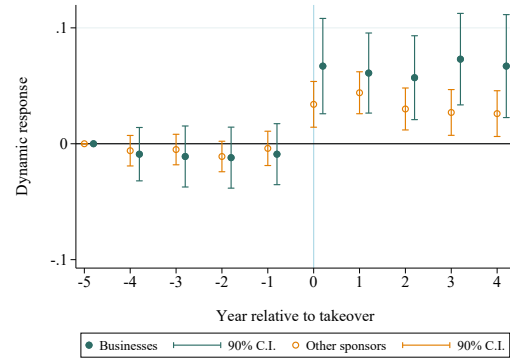 .1
0
-.1
Dynamic response
-5 -4 -3 -2 -1 0 1 2 3 4
Year relative to takeover
Businesses 90% C.I. Other sponsors 90% C.I.